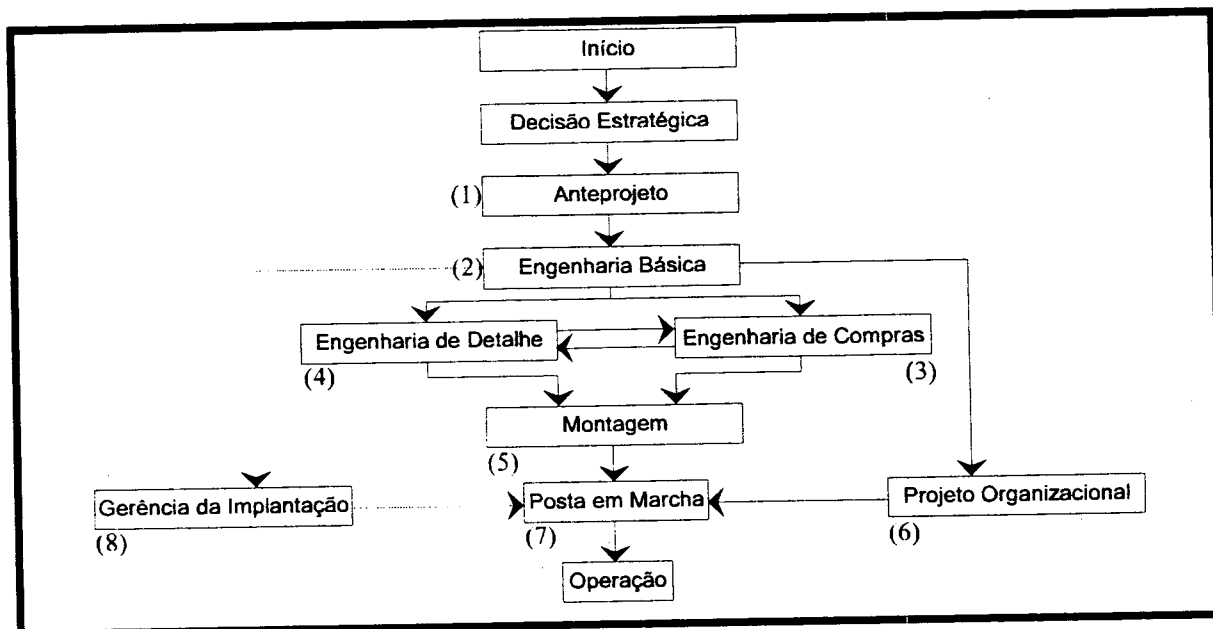 Início
Decisão Estratégica
(1) Anteprojeto
(2) Engenharia Básica
Engenharia de Detalhe
(4)
Engenharia de Compras
(3)
Montagem
(5)
Gerência da Implantação
(8)
Posta em Marcha
(7)
Projeto Organizacional
(6)
Operação